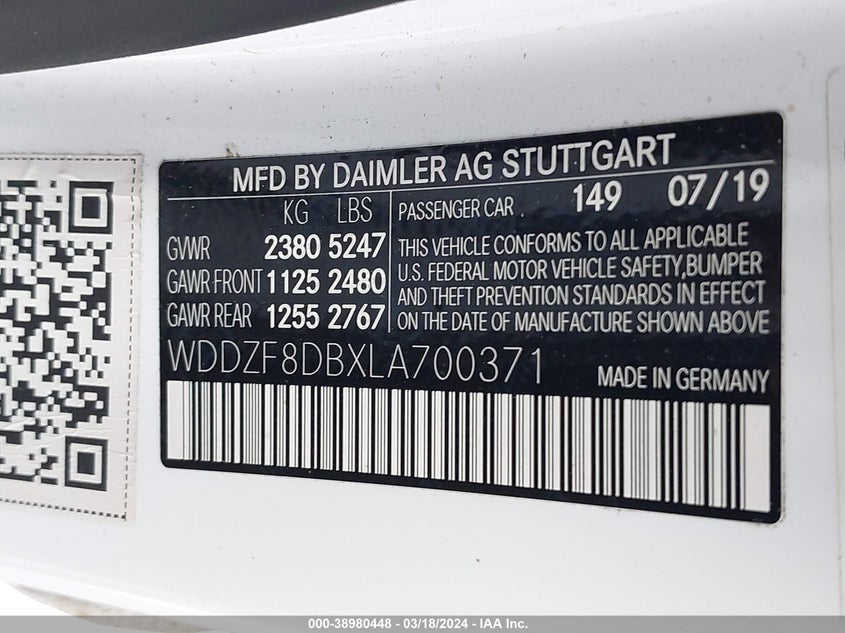 MFD BY DAIMLER AG STUTTGART
KG LBS
GVWR 2380 5247
GAWR FRONT 1125 2480
GAWR REAR 1255 2767
PASSENGER CAR 149 07/19
THIS VEHICLE CONFORMS TO ALL APPLICABLE
U.S. FEDERAL MOTOR VEHICLE SAFETY,BUMPER
AND THEFT PREVENTION STANDARDS IN EFFECT
ON THE DATE OF MANUFACTURE SHOWN ABOVE
WDDZF8DBXLA700371
MADE IN GERMANY
000-38980448 - 03/18/2024 - IAA Inc.